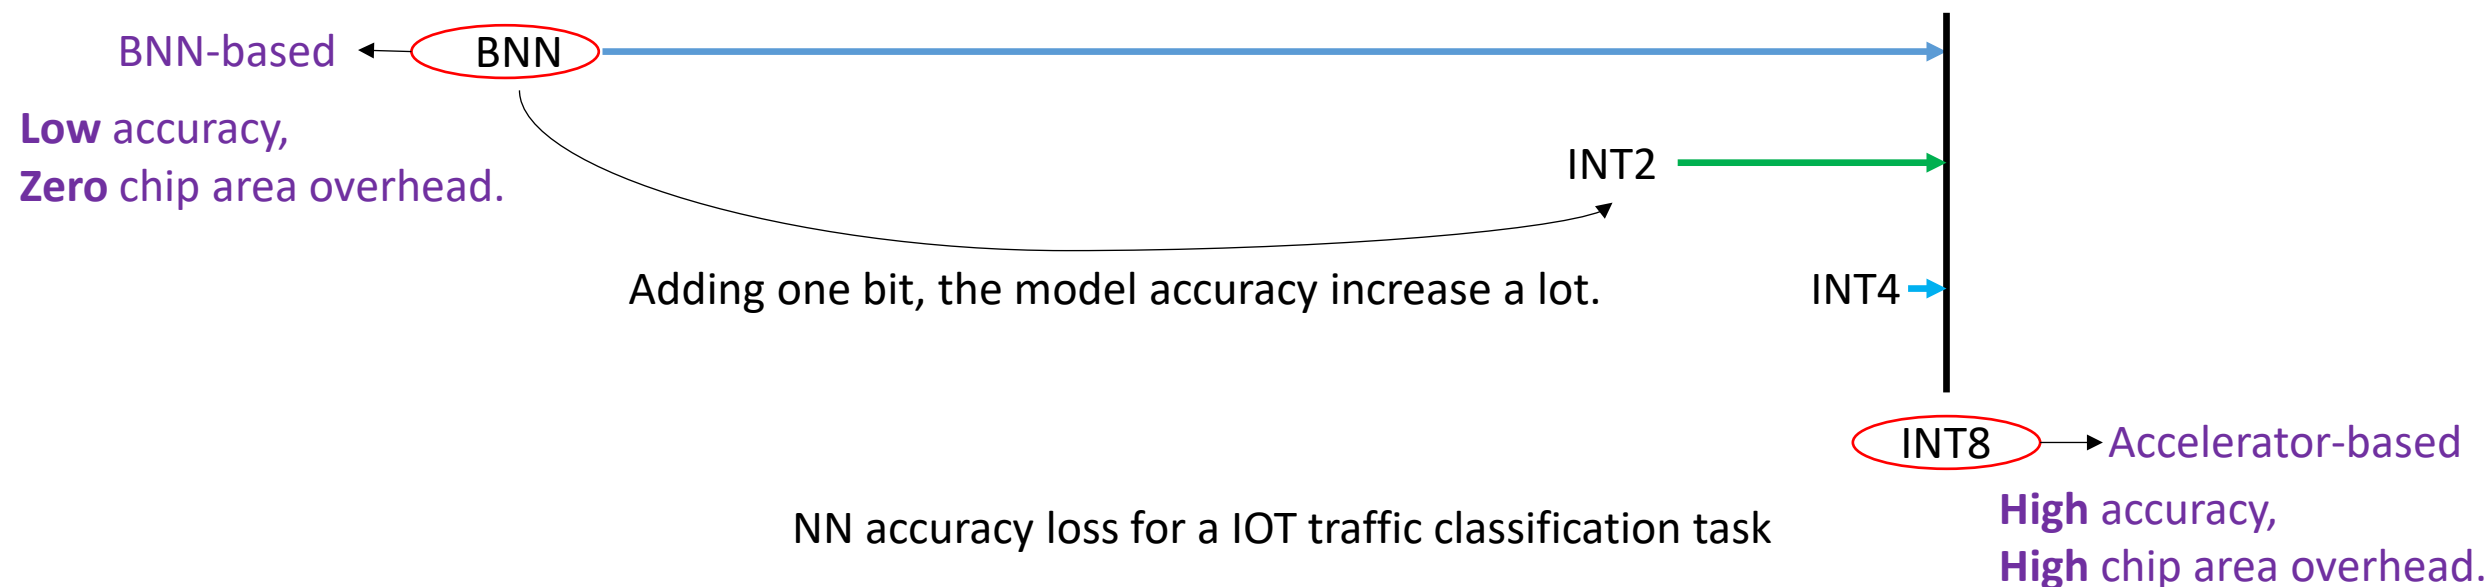 BNN-based
BNN
Low accuracy,
Zero chip area overhead.
INT2
Adding one bit, the model accuracy increase a lot.
INT4
INT8
Accelerator-based
High accuracy,
High chip area overhead.
NN accuracy loss for a IOT traffic classification task